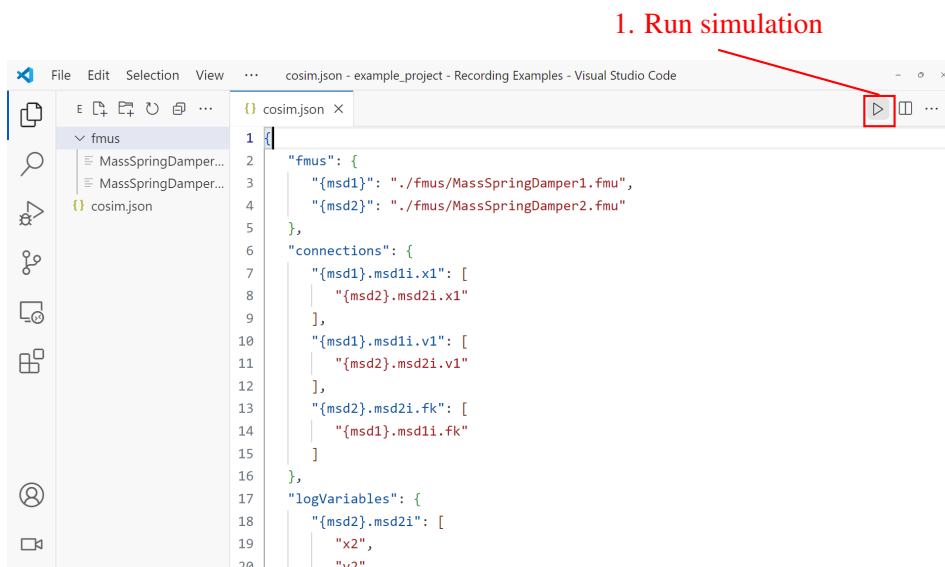 1. Run simulation
File Edit Selection View ··· cosim.json - example_project - Recording Examples - Visual Studio Code
E ···
{} cosim.json ×
···
fmus
MassSpringDamper...
MassSpringDamper...
{} cosim.json
1 {
2 "fmus": {
3 "{msd1}": "./fmus/MassSpringDamper1.fmu",
4 "{msd2}": "./fmus/MassSpringDamper2.fmu"
5 },
6 "connections": {
7 "{msd1}.msd1i.x1": [
8 "{msd2}.msd2i.x1"
9 ],
10 "{msd1}.msd1i.v1": [
11 "{msd2}.msd2i.v1"
12 ],
13 "{msd2}.msd2i.fk": [
14 "{msd1}.msd1i.fk"
15 ]
16 },
17 "logVariables": {
18 "{msd2}.msd2i": [
19 "x2",
20 "v2"